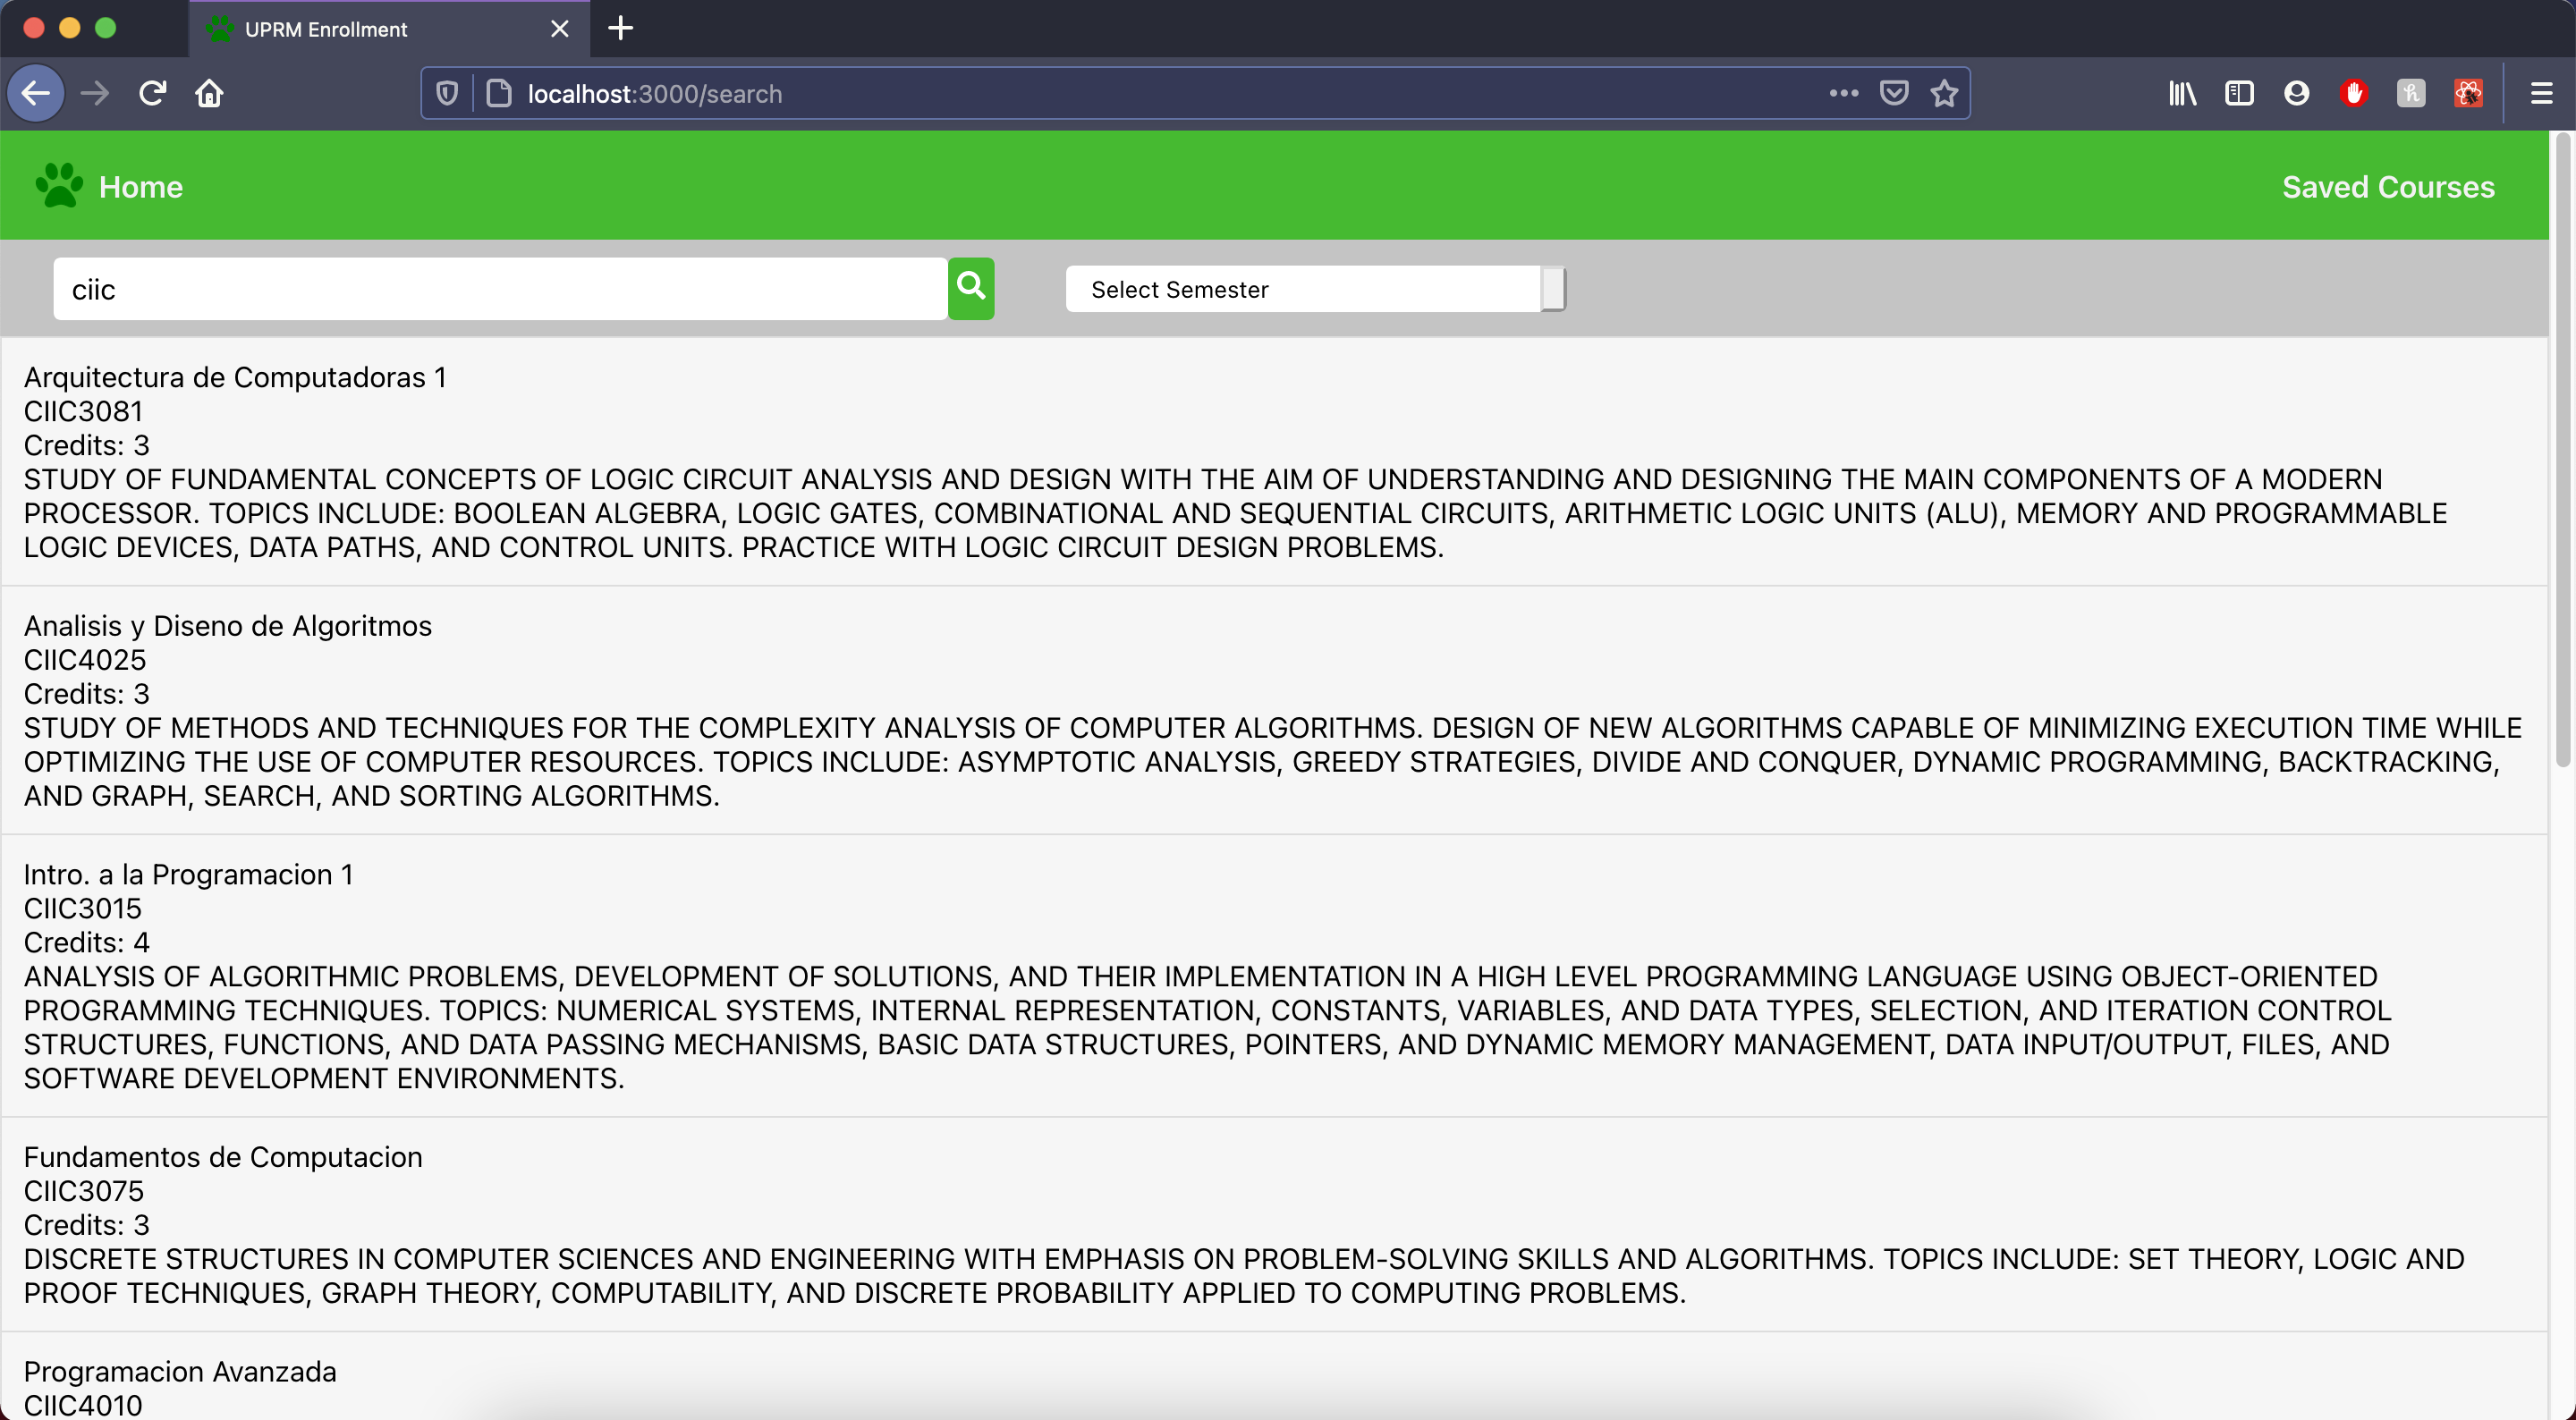 UPRM Enrollment
localhost:3000/search
Home
Saved Courses
ciic
Select Semester
Arquitectura de Computadoras 1
CIIC3081
Credits: 3
STUDY OF FUNDAMENTAL CONCEPTS OF LOGIC CIRCUIT ANALYSIS AND DESIGN WITH THE AIM OF UNDERSTANDING AND DESIGNING THE MAIN COMPONENTS OF A MODERN
PROCESSOR. TOPICS INCLUDE: BOOLEAN ALGEBRA, LOGIC GATES, COMBINATIONAL AND SEQUENTIAL CIRCUITS, ARITHMETIC LOGIC UNITS (ALU), MEMORY AND PROGRAMMABLE
LOGIC DEVICES, DATA PATHS, AND CONTROL UNITS. PRACTICE WITH LOGIC CIRCUIT DESIGN PROBLEMS.
Analisis y Diseno de Algoritmos
CIIC4025
Credits: 3
STUDY OF METHODS AND TECHNIQUES FOR THE COMPLEXITY ANALYSIS OF COMPUTER ALGORITHMS. DESIGN OF NEW ALGORITHMS CAPABLE OF MINIMIZING EXECUTION TIME WHILE
OPTIMIZING THE USE OF COMPUTER RESOURCES. TOPICS INCLUDE: ASYMPTOTIC ANALYSIS, GREEDY STRATEGIES, DIVIDE AND CONQUER, DYNAMIC PROGRAMMING, BACKTRACKING,
AND GRAPH, SEARCH, AND SORTING ALGORITHMS.
Intro. a la Programacion 1
CIIC3015
Credits: 4
ANALYSIS OF ALGORITHMIC PROBLEMS, DEVELOPMENT OF SOLUTIONS, AND THEIR IMPLEMENTATION IN A HIGH LEVEL PROGRAMMING LANGUAGE USING OBJECT-ORIENTED
PROGRAMMING TECHNIQUES. TOPICS: NUMERICAL SYSTEMS, INTERNAL REPRESENTATION, CONSTANTS, VARIABLES, AND DATA TYPES, SELECTION, AND ITERATION CONTROL
STRUCTURES, FUNCTIONS, AND DATA PASSING MECHANISMS, BASIC DATA STRUCTURES, POINTERS, AND DYNAMIC MEMORY MANAGEMENT, DATA INPUT/OUTPUT, FILES, AND
SOFTWARE DEVELOPMENT ENVIRONMENTS.
Fundamentos de Computacion
CIIC3075
Credits: 3
DISCRETE STRUCTURES IN COMPUTER SCIENCES AND ENGINEERING WITH EMPHASIS ON PROBLEM-SOLVING SKILLS AND ALGORITHMS. TOPICS INCLUDE: SET THEORY, LOGIC AND
PROOF TECHNIQUES, GRAPH THEORY, COMPUTABILITY, AND DISCRETE PROBABILITY APPLIED TO COMPUTING PROBLEMS.
Programacion Avanzada
CIIC4010